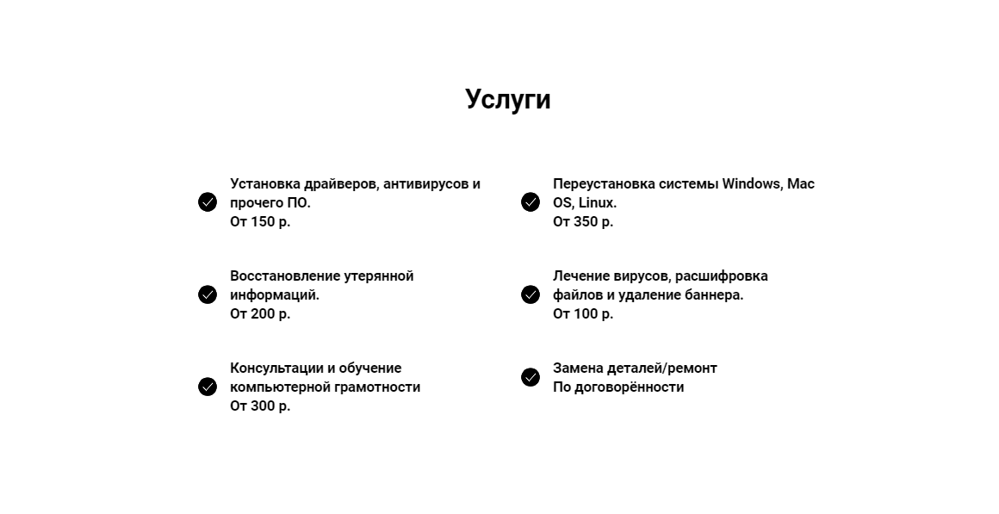 Услуги
Установка драйверов, антивирусов и
прочего ПО.
От 150 р.
Переустановка системы Windows, Mac
OS, Linux.
От 350 р.
Восстановление утерянной
информаций.
От 200 р.
Лечение вирусов, расшифровка
файлов и удаление баннера.
От 100 р.
Консультации и обучение
компьютерной грамотности
От 300 р.
Замена деталей/ремонт
По договорённости